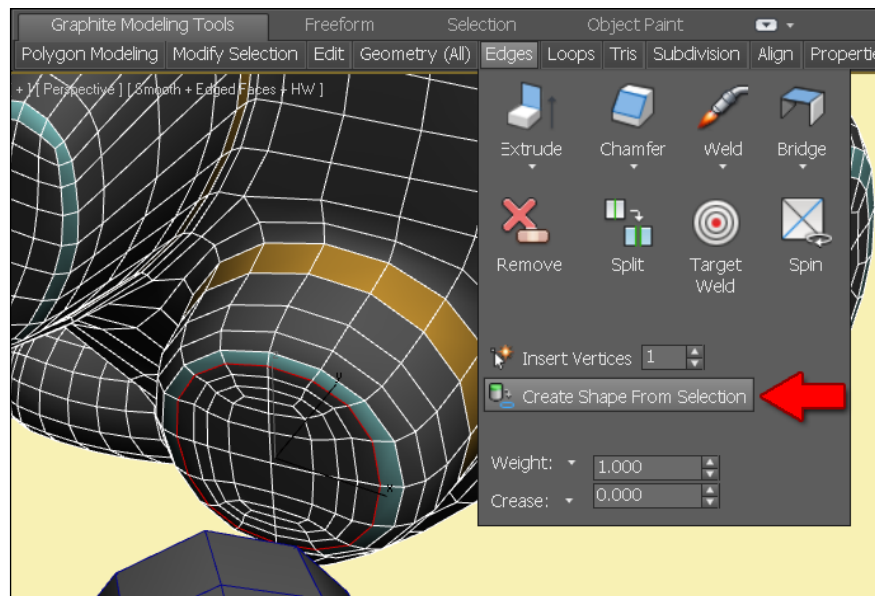 Graphite Modeling Tools Freeform Selection Object Paint
Polygon Modeling Modify Selection Edit Geometry (All) Edges Loops Tris Subdivision Align Propertie
+ ] [ Perspective ] [ Smooth + Edged Faces + HW ]
Extrude Chamfer Weld Bridge
Remove Split Target Weld Spin
Insert Vertices 1
Create Shape From Selection
Weight: 1.000
Crease: 0.000
y
x